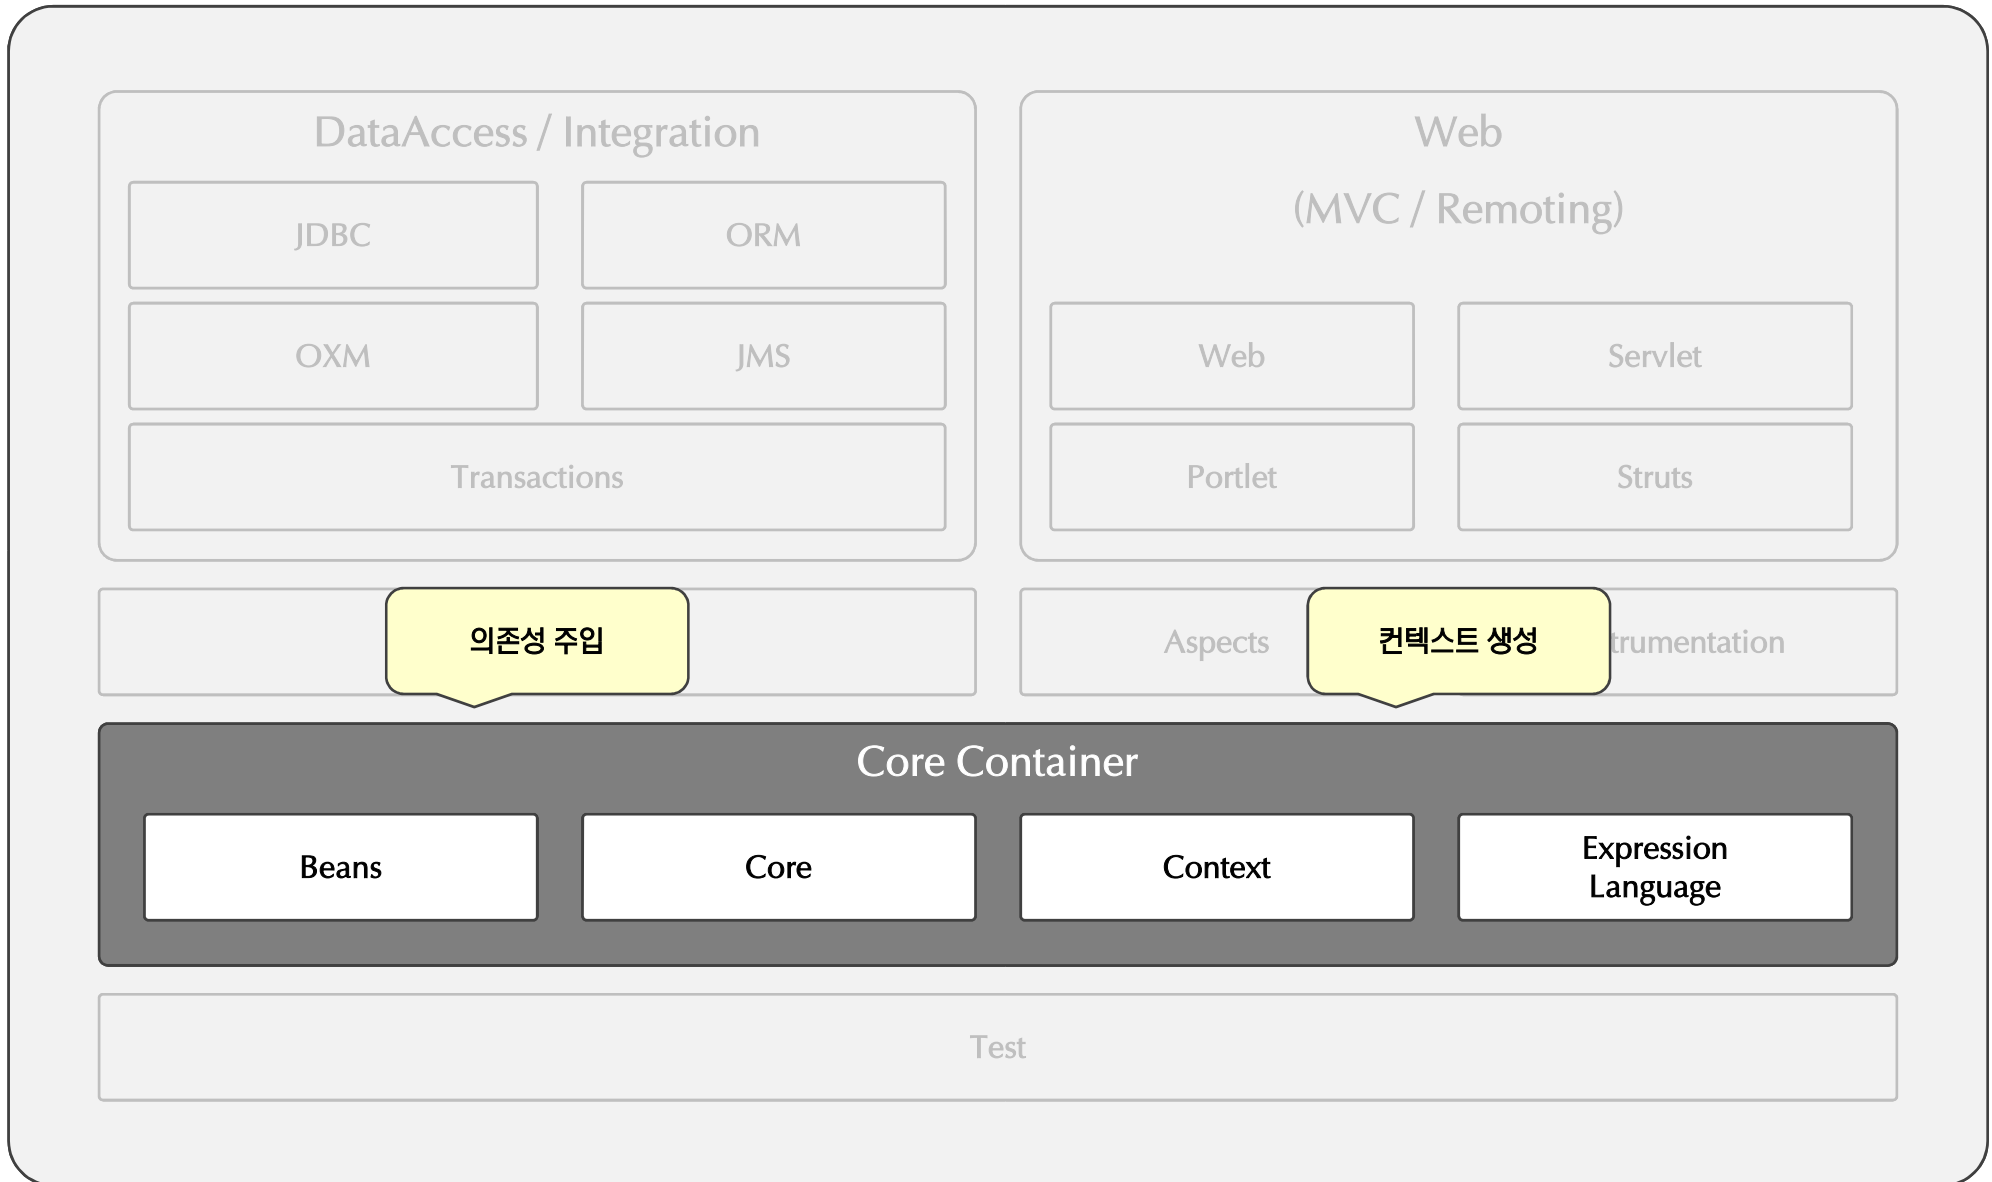 DataAccess / Integration
JDBC
ORM
OXM
JMS
Transactions
Web
(MVC / Remoting)
Web
Servlet
Portlet
Struts
의존성 주입
Aspects
컨텍스트 생성
trumentation
Core Container
Beans
Core
Context
Expression
Language
Test